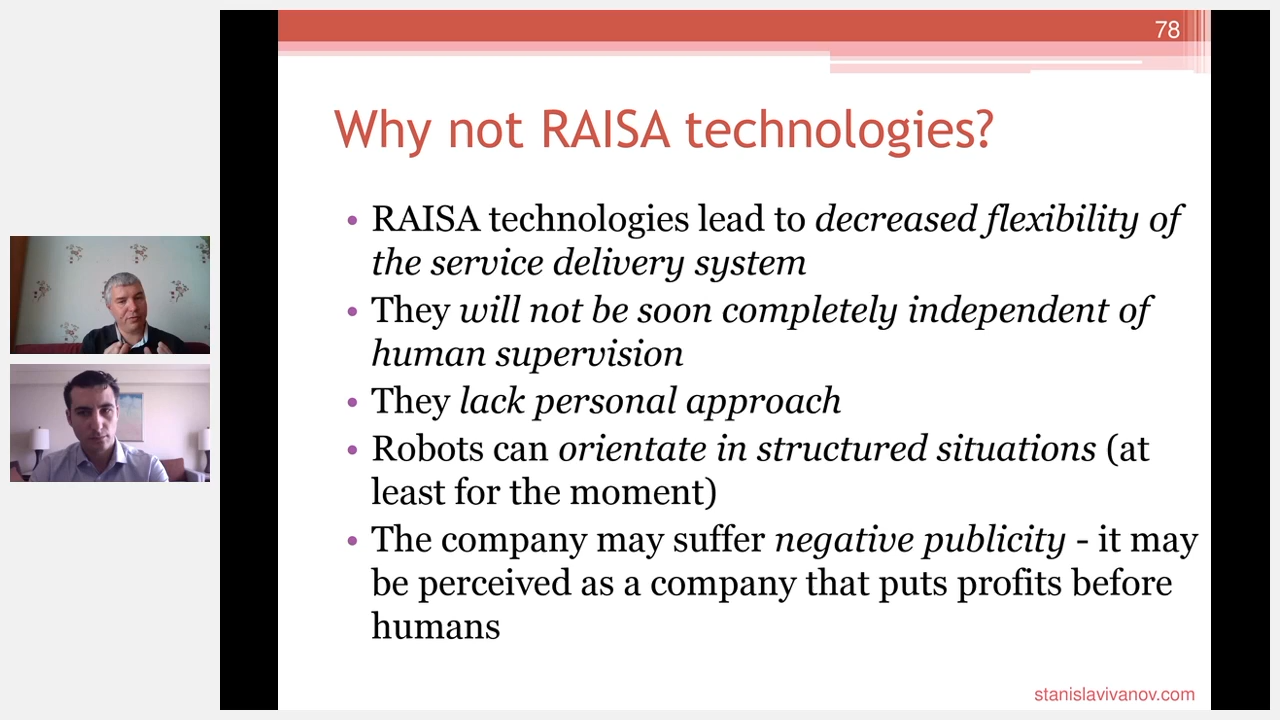 78
Why not RAISA technologies?
• RAISA technologies lead to decreased flexibility of
the service delivery system
• They will not be soon completely independent of
human supervision
• They lack personal approach
• Robots can orientate in structured situations (at
least for the moment)
• The company may suffer negative publicity - it may
be perceived as a company that puts profits before
humans
stanislavivanov.com